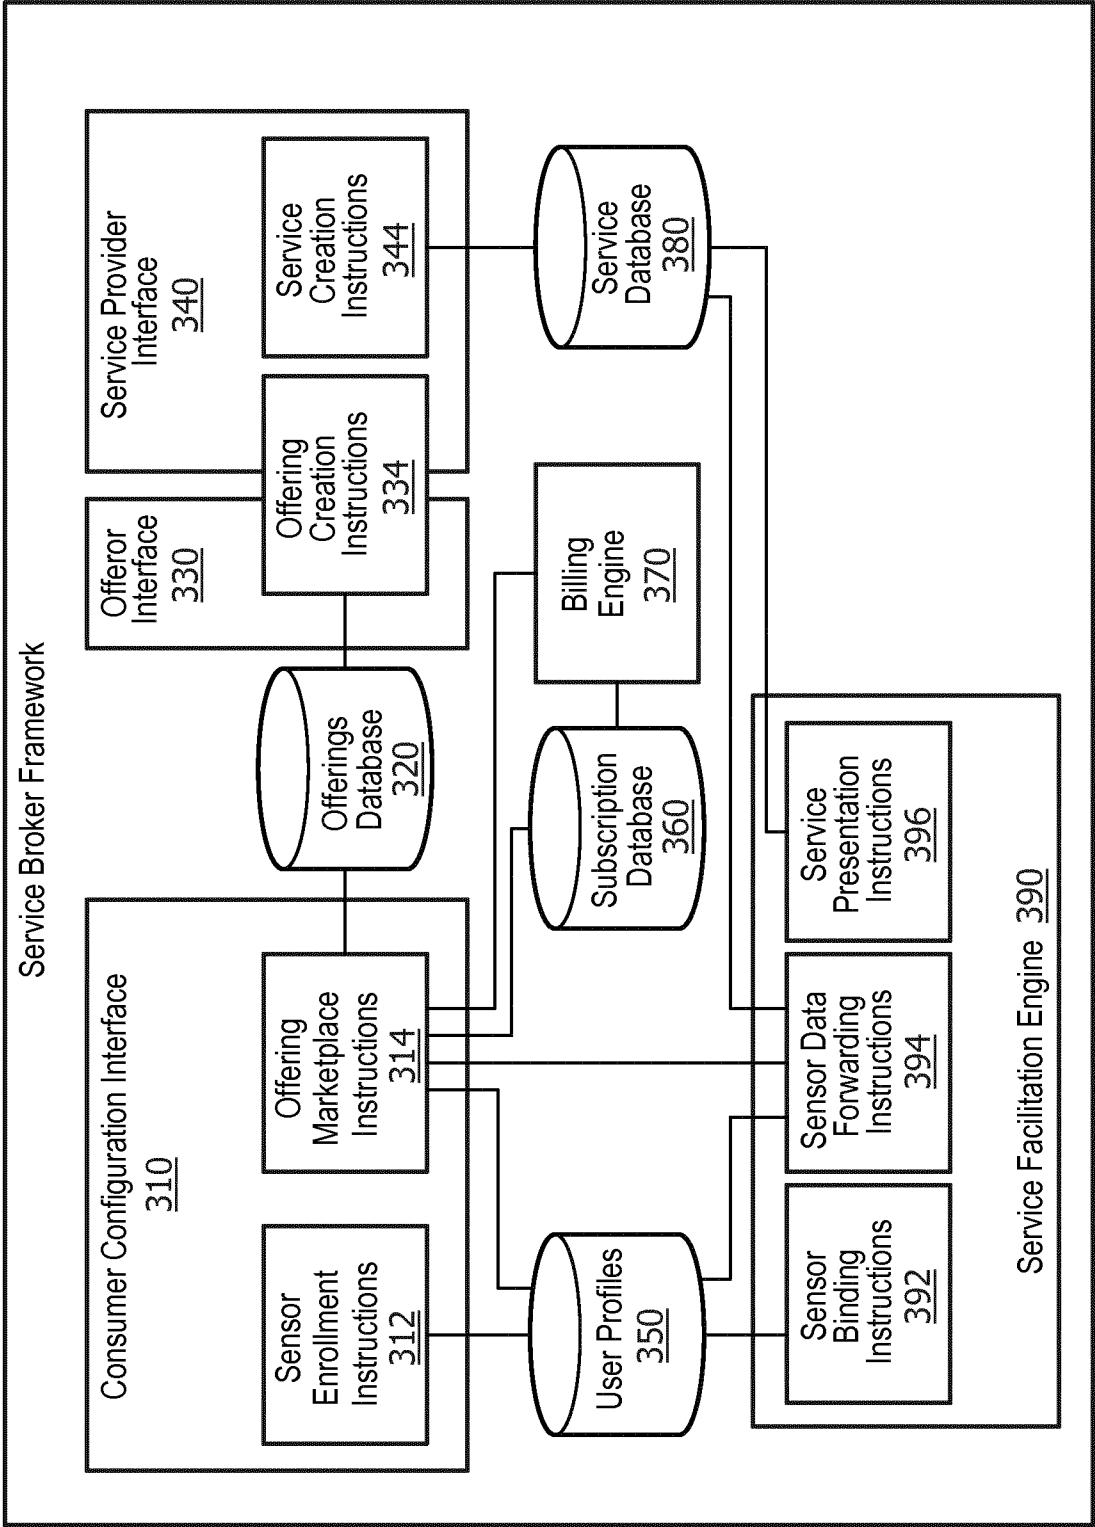 Service Broker Framework
Consumer Configuration Interface
310
Sensor
Enrollment
Instructions
312
Offering
Marketplace
Instructions
314
Offerings
Database
320
Offeror
Interface
330
Offering
Creation
Instructions
334
Service Provider
Interface
340
Service
Creation
Instructions
344
User Profiles
350
Subscription
Database
360
Billing
Engine
370
Service
Database
380
Sensor
Binding
Instructions
392
Sensor Data
Forwarding
Instructions
394
Service
Presentation
Instructions
396
Service Facilitation Engine 390